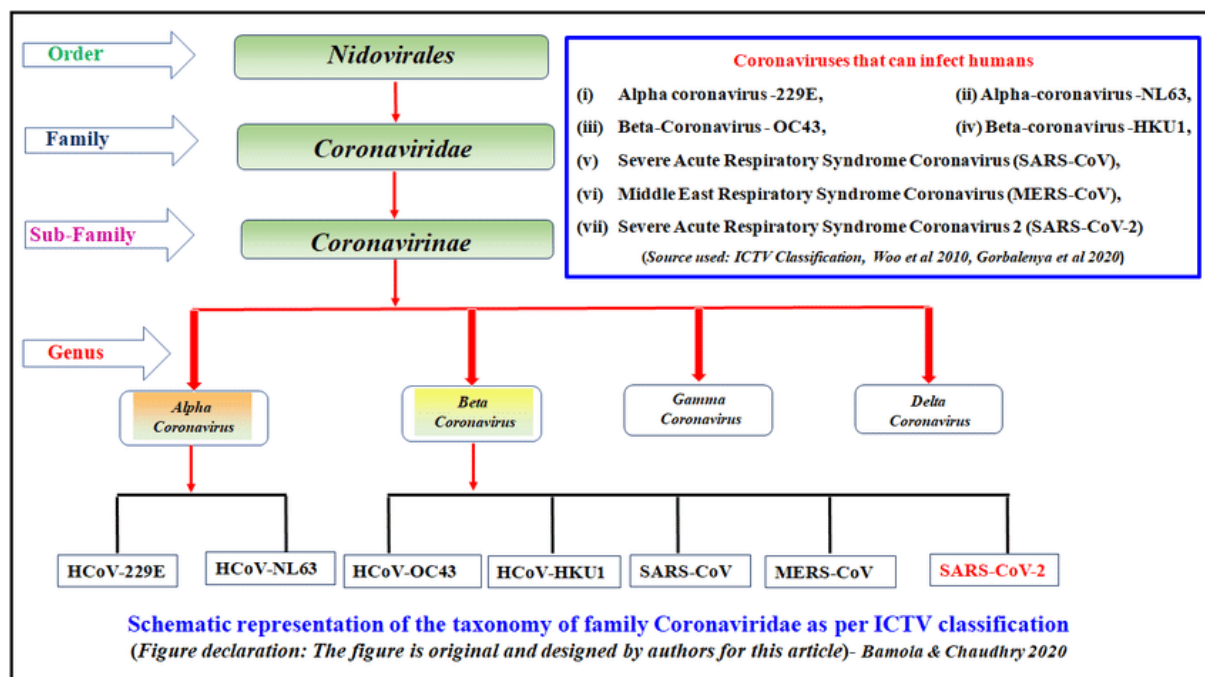 Order
Nidovirales
Family
Coronaviridae
Sub-Family
Coronavirinae
Coronaviruses that can infect humans
(i) Alpha coronavirus -229E, (ii) Alpha-coronavirus -NL63,
(iii) Beta-Coronavirus - OC43, (iv) Beta-coronavirus -HKU1,
(v) Severe Acute Respiratory Syndrome Coronavirus (SARS-CoV),
(vi) Middle East Respiratory Syndrome Coronavirus (MERS-CoV),
(vii) Severe Acute Respiratory Syndrome Coronavirus 2 (SARS-CoV-2)
(Source used: ICTV Classification, Woo et al 2010, Gorbalenya et al 2020)
Genus
Alpha
Coronavirus
Beta
Coronavirus
Gamma
Coronavirus
Delta
Coronavirus
HCoV-229E
HCoV-NL63
HCoV-OC43
HCoV-HKU1
SARS-CoV
MERS-CoV
SARS-CoV-2
Schematic representation of the taxonomy of family Coronaviridae as per ICTV classification
(Figure declaration: The figure is original and designed by authors for this article)- Bamola & Chaudhry 2020